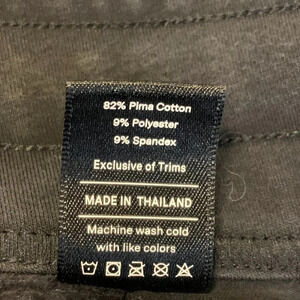 82% Pima Cotton
9% Polyester
9% Spandex
Exclusive of Trims
MADE IN THAILAND
Machine wash cold
with like colors